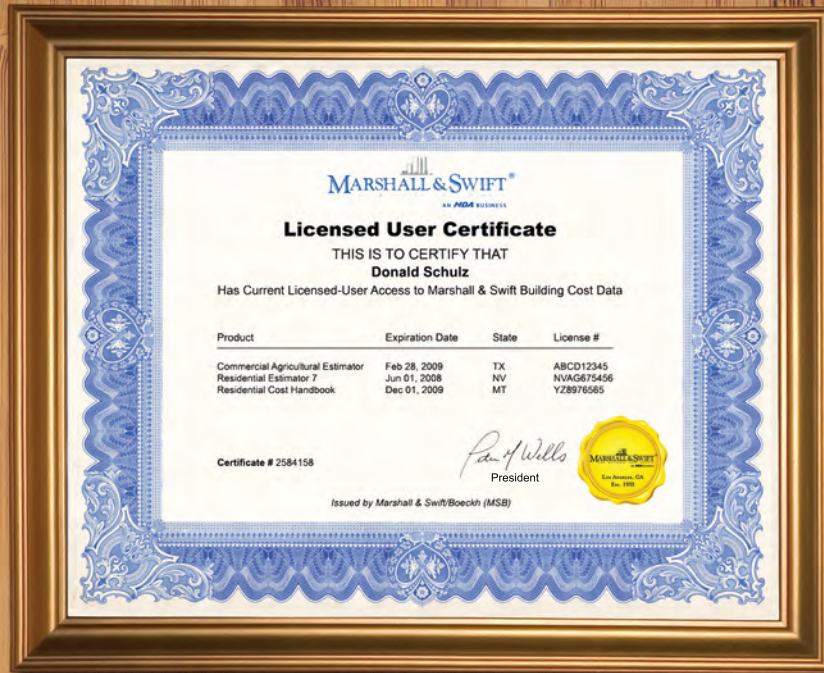 MARSHALL & SWIFT®
AN MDA BUSINESS
Licensed User Certificate
THIS IS TO CERTIFY THAT
Donald Schulz
Has Current Licensed-User Access to Marshall & Swift Building Cost Data
Product Expiration Date State License #
Commercial Agricultural Estimator Feb 28, 2009 TX ABCD12345
Residential Estimator 7 Jun 01, 2008 NV NVAG675456
Residential Cost Handbook Dec 01, 2009 MT YZ8976565
Certificate # 2584158
Pam M Wells
President
MARSHALL & SWIFT
Los Angeles, CA
Est. 1932
Issued by Marshall & Swift/Boeckh (MSB)